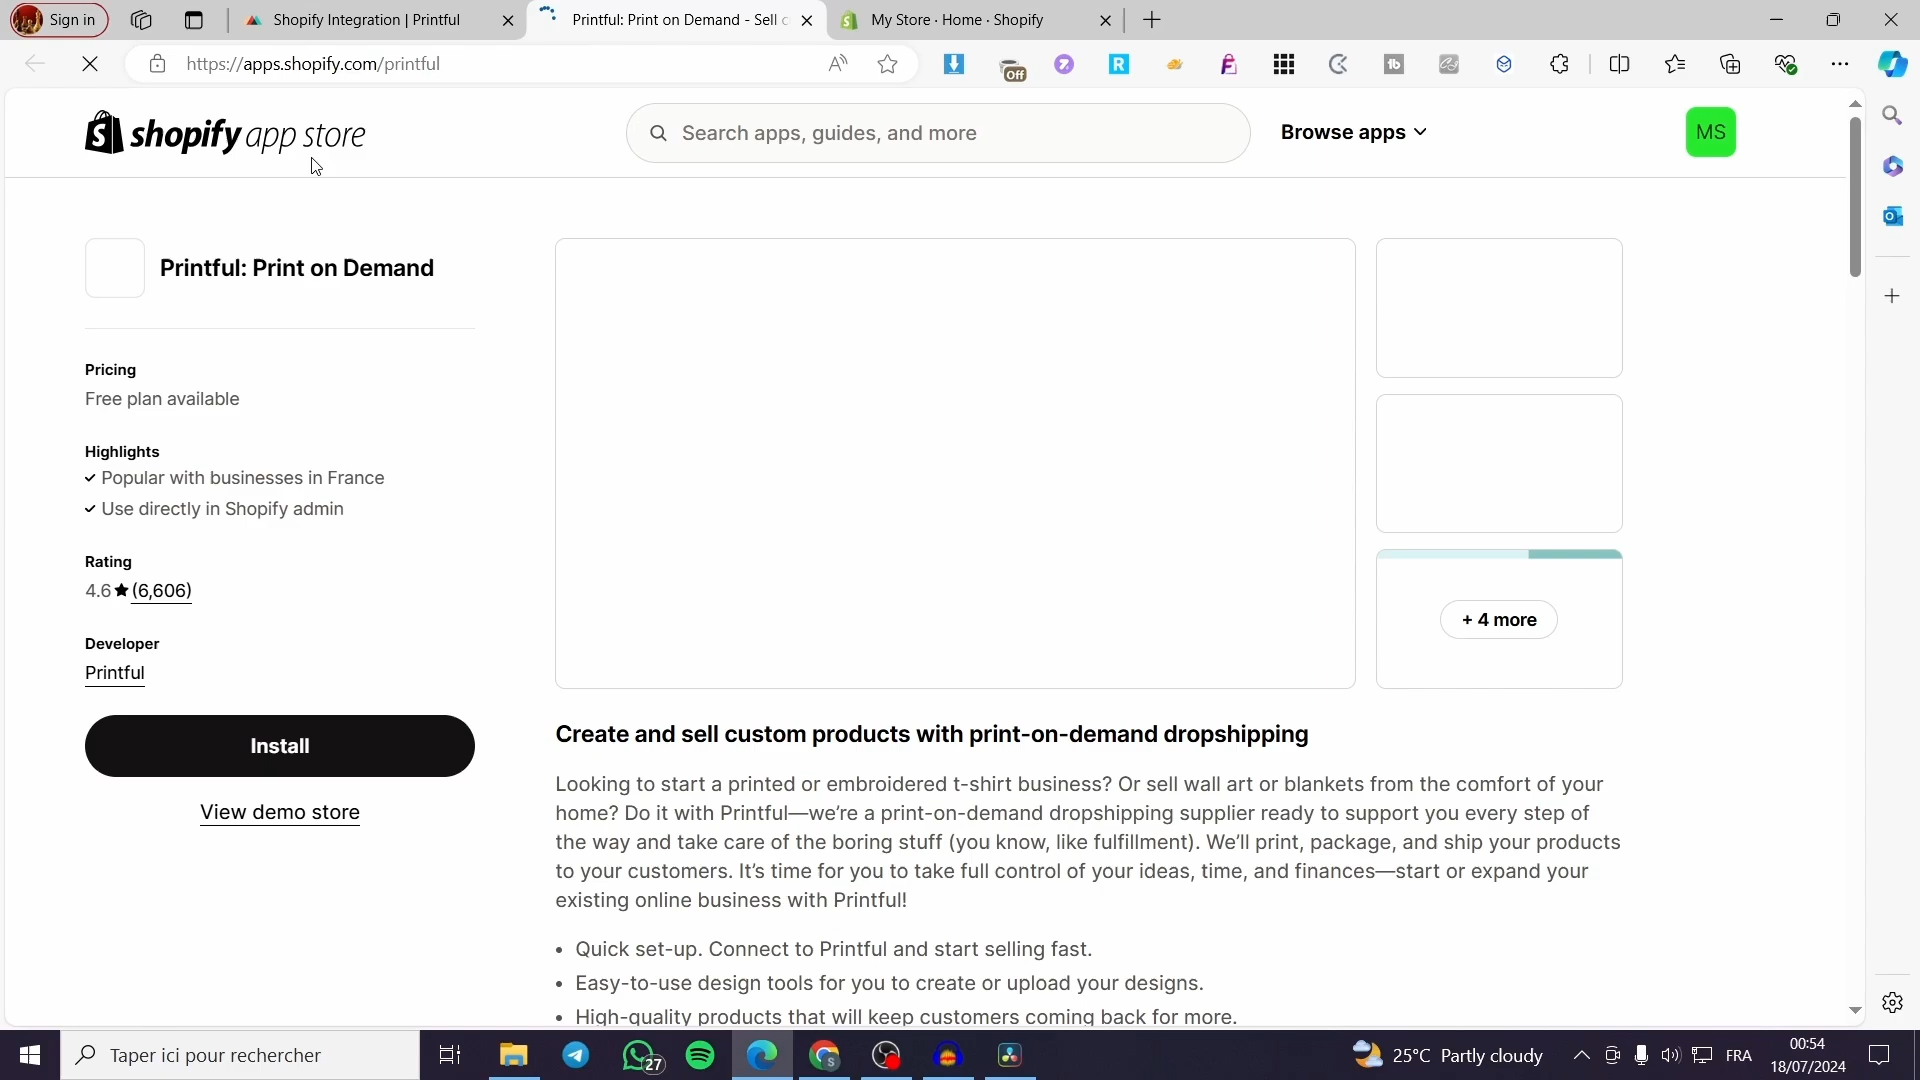 Sign in
Shopify Integration | Printful
Printful: Print on Demand - Sell c
My Store · Home · Shopify
https://apps.shopify.com/printful
Off
shopify app store
Search apps, guides, and more
Browse apps
MS
Printful: Print on Demand
Pricing
Free plan available
Highlights
Popular with businesses in France
Use directly in Shopify admin
Rating
4.6★ (6,606)
Developer
Printful
Install
View demo store
+ 4 more
Create and sell custom products with print-on-demand dropshipping
Looking to start a printed or embroidered t-shirt business? Or sell wall art or blankets from the comfort of your
home? Do it with Printful—we're a print-on-demand dropshipping supplier ready to support you every step of
the way and take care of the boring stuff (you know, like fulfillment). We'll print, package, and ship your products
to your customers. It's time for you to take full control of your ideas, time, and finances—start or expand your
existing online business with Printful!
• Quick set-up. Connect to Printful and start selling fast.
• Easy-to-use design tools for you to create or upload your designs.
• High-quality products that will keep customers coming back for more.
Taper ici pour rechercher
27
25°C Partly cloudy
FRA
00:54
18/07/2024